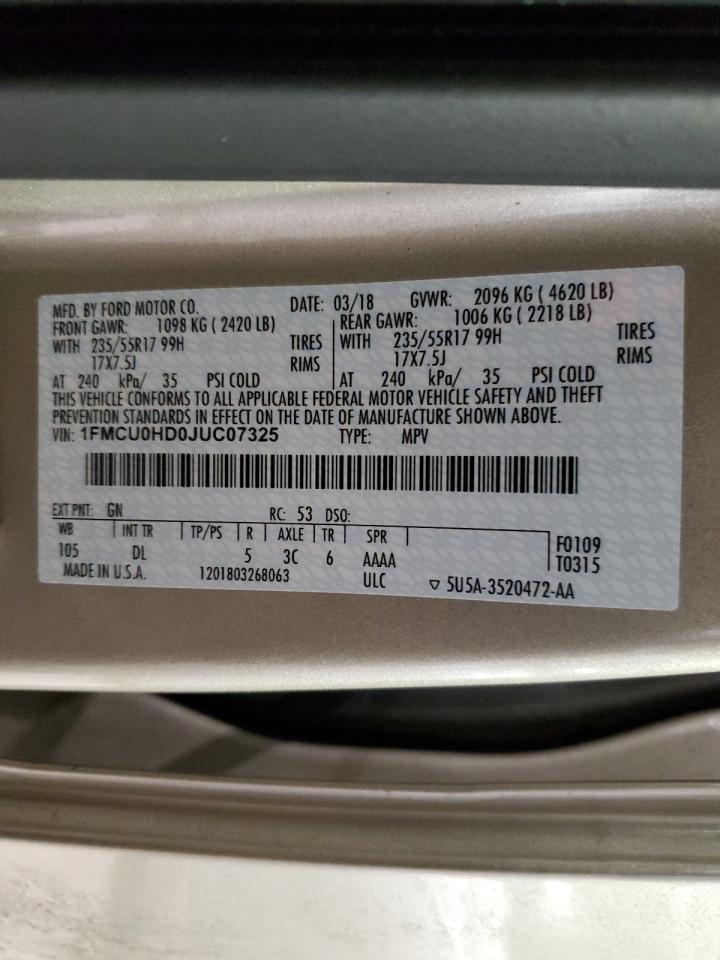 MFD. BY FORD MOTOR CO. DATE: 03/18 GVWR: 2096 KG ( 4620 LB)
FRONT GAWR: 1098 KG ( 2420 LB) REAR GAWR: 1006 KG ( 2218 LB)
WITH 235/55R17 99H TIRES WITH 235/55R17 99H TIRES
17X7.5J RIMS 17X7.5J RIMS
AT 240 kPa/ 35 PSI COLD AT 240 kPa/ 35 PSI COLD
THIS VEHICLE CONFORMS TO ALL APPLICABLE FEDERAL MOTOR VEHICLE SAFETY AND THEFT
PREVENTION STANDARDS IN EFFECT ON THE DATE OF MANUFACTURE SHOWN ABOVE.
VIN: 1FMCU0HD0JUC07325 TYPE: MPV
EXT PNT: GN RC: 53 DSO:
WB INT TR TP/PS R AXLE TR SPR F0109
105 DL 5 3C 6 AAAA T0315
MADE IN U.S.A. 1201803268063 ULC ▽ 5U5A-3520472-AA